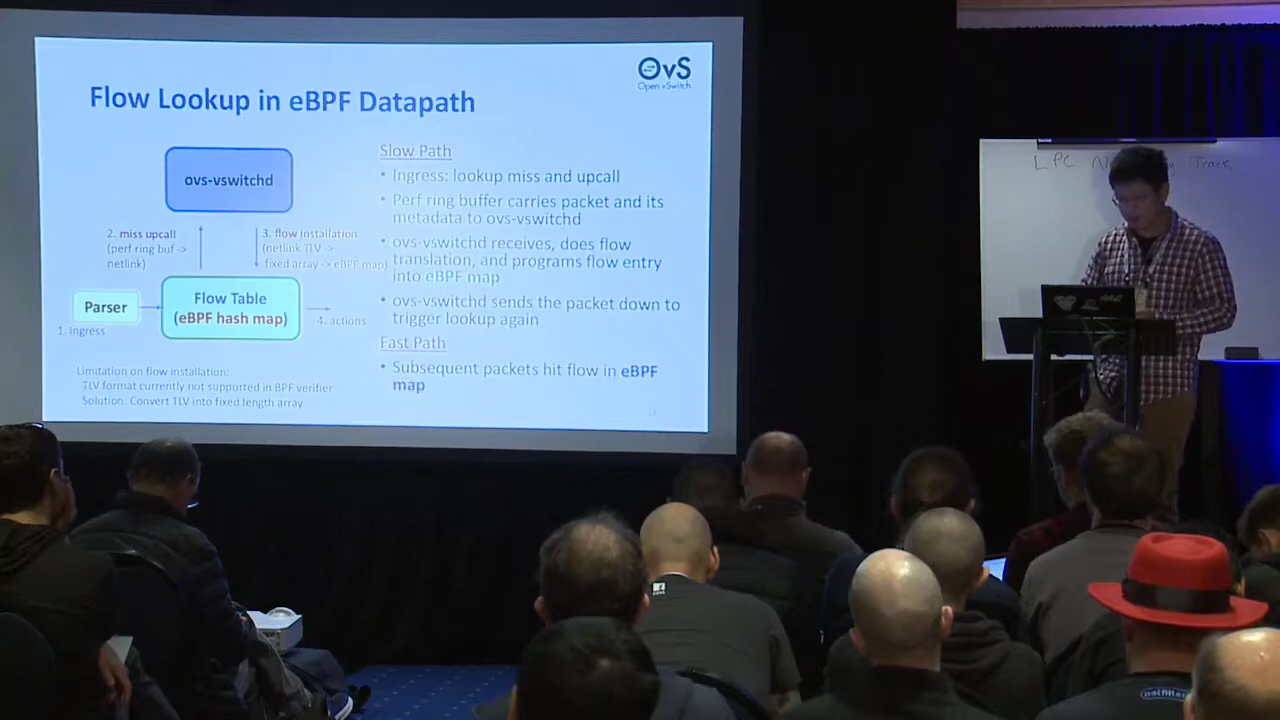 OvS
Open vSwitch
Flow Lookup in eBPF Datapath
ovs-vswitchd
2. miss upcall
(perf ring buf ->
netlink)
3. flow installation
(netlink TLV ->
fixed array -> eBPF map)
Parser
1. Ingress
Flow Table
(eBPF hash map)
4. actions
Limitation on flow installation:
TLV format currently not supported in BPF verifier
Solution: Convert TLV into fixed length array
Slow Path
• Ingress: lookup miss and upcall
• Perf ring buffer carries packet and its
metadata to ovs-vswitchd
• ovs-vswitchd receives, does flow
translation, and programs flow entry
into eBPF map
• ovs-vswitchd sends the packet down to
trigger lookup again
Fast Path
• Subsequent packets hit flow in eBPF
map
12
LPC Track
netfilter